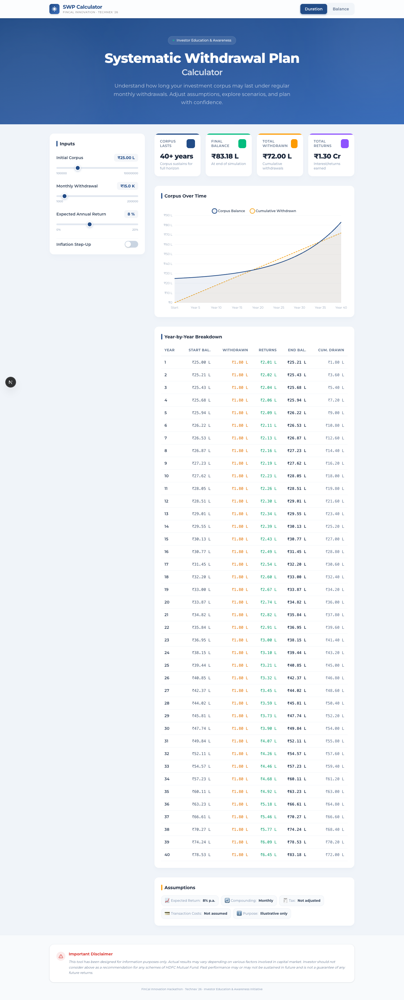 SWP Calculator
FINCAL INNOVATION · TECHNEX '26
Duration
Balance
Investor Education & Awareness
Systematic Withdrawal Plan
Calculator
Understand how long your investment corpus may last under regular
monthly withdrawals. Adjust assumptions, explore scenarios, and plan
with confidence.
Inputs
Initial Corpus
₹25.00 L
100000
10000000
Monthly Withdrawal
₹15.0 K
1000
200000
Expected Annual Return
8 %
0%
20%
Inflation Step-Up
CORPUS
LASTS
40+ years
Corpus sustains for
full horizon
FINAL
BALANCE
₹83.18 L
At end of simulation
TOTAL
WITHDRAWN
₹72.00 L
Cumulative
withdrawals
TOTAL
RETURNS
₹1.30 Cr
Interest/returns
earned
Corpus Over Time
Corpus Balance
Cumulative Withdrawn
₹90 L
₹80 L
₹70 L
₹60 L
₹50 L
₹40 L
₹30 L
₹20 L
₹10 L
₹0
Start Year 5 Year 10 Year 15 Year 20 Year 25 Year 30 Year 35 Year 40
Year-by-Year Breakdown
YEAR START BAL. WITHDRAWN RETURNS END BAL. CUM. DRAWN
1 ₹25.00 L ₹1.80 L ₹2.01 L ₹25.21 L ₹1.80 L
2 ₹25.21 L ₹1.80 L ₹2.02 L ₹25.43 L ₹3.60 L
3 ₹25.43 L ₹1.80 L ₹2.04 L ₹25.68 L ₹5.40 L
4 ₹25.68 L ₹1.80 L ₹2.06 L ₹25.94 L ₹7.20 L
5 ₹25.94 L ₹1.80 L ₹2.09 L ₹26.22 L ₹9.00 L
6 ₹26.22 L ₹1.80 L ₹2.11 L ₹26.53 L ₹10.80 L
7 ₹26.53 L ₹1.80 L ₹2.13 L ₹26.87 L ₹12.60 L
8 ₹26.87 L ₹1.80 L ₹2.16 L ₹27.23 L ₹14.40 L
9 ₹27.23 L ₹1.80 L ₹2.19 L ₹27.62 L ₹16.20 L
10 ₹27.62 L ₹1.80 L ₹2.23 L ₹28.05 L ₹18.00 L
11 ₹28.05 L ₹1.80 L ₹2.26 L ₹28.51 L ₹19.80 L
12 ₹28.51 L ₹1.80 L ₹2.30 L ₹29.01 L ₹21.60 L
13 ₹29.01 L ₹1.80 L ₹2.34 L ₹29.55 L ₹23.40 L
14 ₹29.55 L ₹1.80 L ₹2.39 L ₹30.13 L ₹25.20 L
15 ₹30.13 L ₹1.80 L ₹2.43 L ₹30.77 L ₹27.00 L
16 ₹30.77 L ₹1.80 L ₹2.49 L ₹31.45 L ₹28.80 L
17 ₹31.45 L ₹1.80 L ₹2.54 L ₹32.20 L ₹30.60 L
18 ₹32.20 L ₹1.80 L ₹2.60 L ₹33.00 L ₹32.40 L
19 ₹33.00 L ₹1.80 L ₹2.67 L ₹33.87 L ₹34.20 L
20 ₹33.87 L ₹1.80 L ₹2.74 L ₹34.82 L ₹36.00 L
21 ₹34.82 L ₹1.80 L ₹2.82 L ₹35.84 L ₹37.80 L
22 ₹35.84 L ₹1.80 L ₹2.91 L ₹36.95 L ₹39.60 L
23 ₹36.95 L ₹1.80 L ₹3.00 L ₹38.15 L ₹41.40 L
24 ₹38.15 L ₹1.80 L ₹3.10 L ₹39.44 L ₹43.20 L
25 ₹39.44 L ₹1.80 L ₹3.21 L ₹40.85 L ₹45.00 L
26 ₹40.85 L ₹1.80 L ₹3.32 L ₹42.37 L ₹46.80 L
27 ₹42.37 L ₹1.80 L ₹3.45 L ₹44.02 L ₹48.60 L
28 ₹44.02 L ₹1.80 L ₹3.59 L ₹45.81 L ₹50.40 L
29 ₹45.81 L ₹1.80 L ₹3.73 L ₹47.74 L ₹52.20 L
30 ₹47.74 L ₹1.80 L ₹3.90 L ₹49.84 L ₹54.00 L
31 ₹49.84 L ₹1.80 L ₹4.07 L ₹52.11 L ₹55.80 L
32 ₹52.11 L ₹1.80 L ₹4.26 L ₹54.57 L ₹57.60 L
33 ₹54.57 L ₹1.80 L ₹4.46 L ₹57.23 L ₹59.40 L
34 ₹57.23 L ₹1.80 L ₹4.68 L ₹60.11 L ₹61.20 L
35 ₹60.11 L ₹1.80 L ₹4.92 L ₹63.23 L ₹63.00 L
36 ₹63.23 L ₹1.80 L ₹5.18 L ₹66.61 L ₹64.80 L
37 ₹66.61 L ₹1.80 L ₹5.46 L ₹70.27 L ₹66.60 L
38 ₹70.27 L ₹1.80 L ₹5.77 L ₹74.24 L ₹68.40 L
39 ₹74.24 L ₹1.80 L ₹6.09 L ₹78.53 L ₹70.20 L
40 ₹78.53 L ₹1.80 L ₹6.45 L ₹83.18 L ₹72.00 L
Assumptions
Expected Return: 8% p.a.
Compounding: Monthly
Tax: Not adjusted
Transaction Costs: Not assumed
Purpose: Illustrative only
Important Disclaimer
This tool has been designed for information purposes only. Actual results may vary depending on various factors involved in capital market. Investor should not
consider above as a recommendation for any schemes of HDFC Mutual Fund. Past performance may or may not be sustained in future and is not a guarantee of any
future returns.
FinCal Innovation Hackathon · Technex '26 · Investor Education & Awareness Initiative